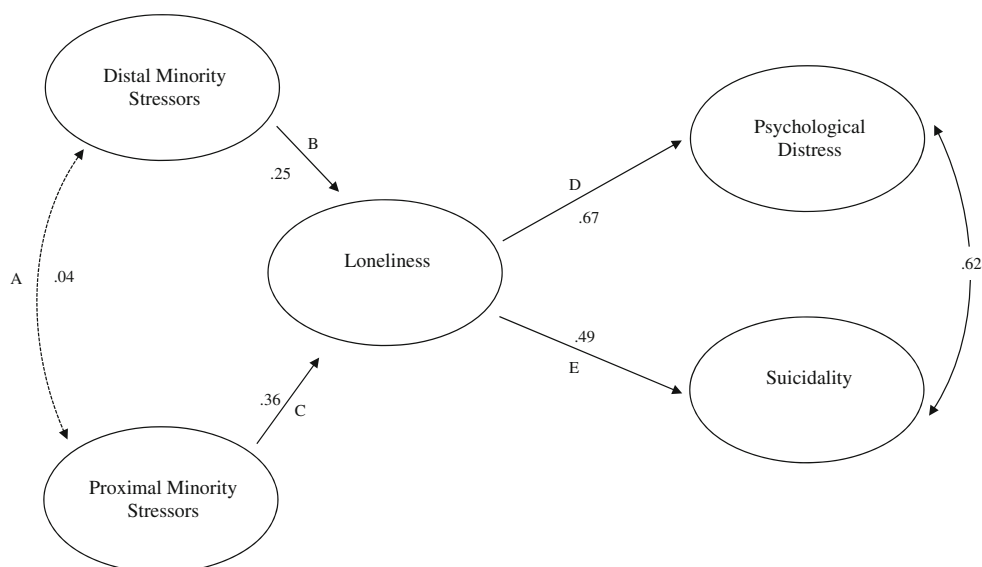 Distal Minority
Stressors
B
.25
A
.04
Loneliness
.36
C
Proximal Minority
Stressors
D
.67
.49
E
Psychological
Distress
.62
Suicidality